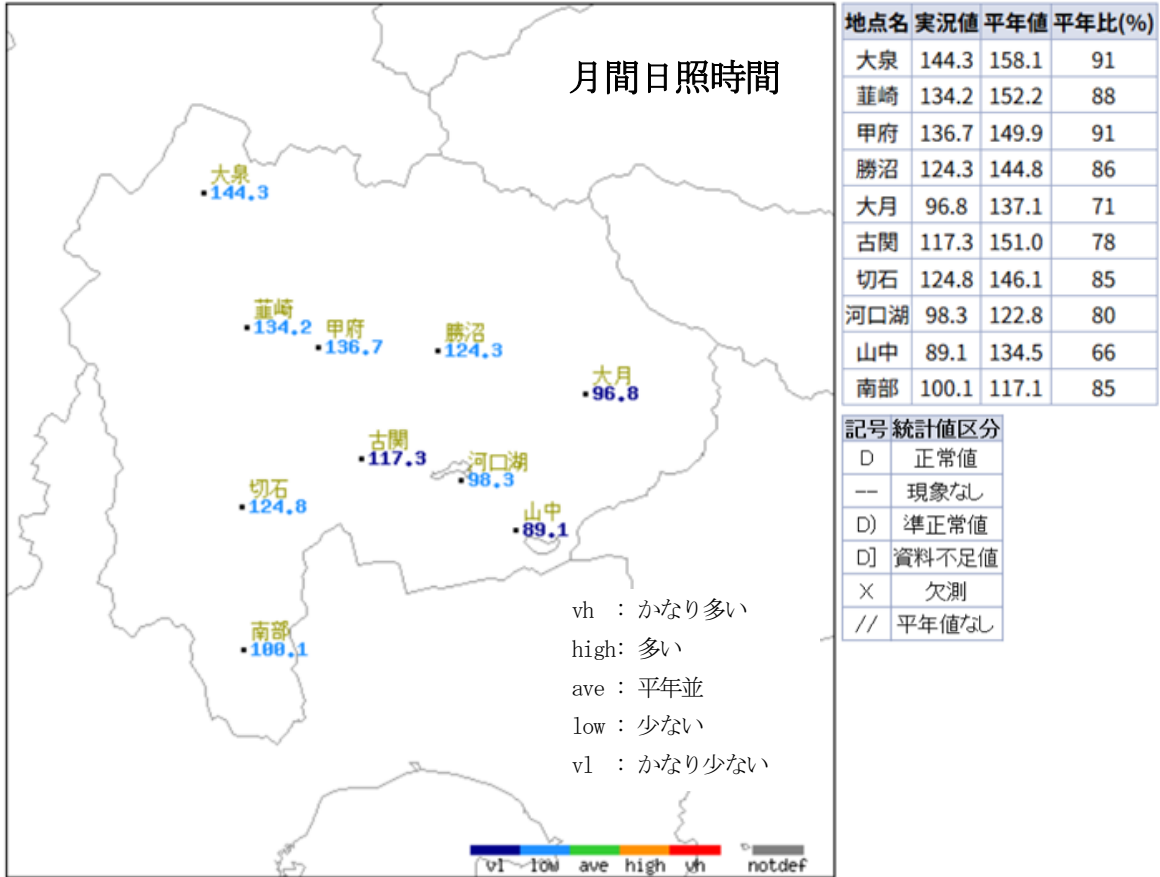 月間日照時間
大泉
144.3
韮崎
134.2
甲府
136.7
勝沼
124.3
大月
96.8
古関
117.3
河口湖
98.3
切石
124.8
山中
89.1
南部
100.1
vh : かなり多い
high: 多い
ave : 平年並
low : 少ない
vl : かなり少ない
vl low ave high vh notdef
地点名 実況値 平年値 平年比(%)
大泉 144.3 158.1 91
韮崎 134.2 152.2 88
甲府 136.7 149.9 91
勝沼 124.3 144.8 86
大月 96.8 137.1 71
古関 117.3 151.0 78
切石 124.8 146.1 85
河口湖 98.3 122.8 80
山中 89.1 134.5 66
南部 100.1 117.1 85
記号 統計値区分
D 正常値
-- 現象なし
D) 準正常値
D] 資料不足値
X 欠測
// 平年値なし